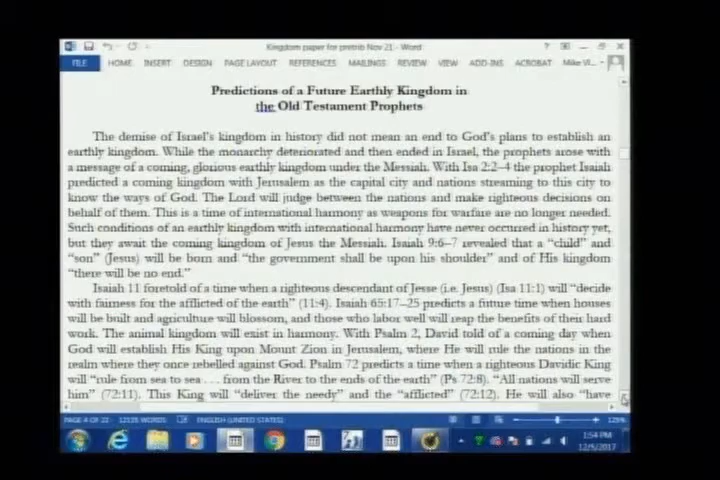 Kingdom paper for pretrib Nov 21 - Word
FILE HOME INSERT DESIGN PAGE LAYOUT REFERENCES MAILINGS REVIEW VIEW ADD-INS ACROBAT
Predictions of a Future Earthly Kingdom in
the Old Testament Prophets
The demise of Israel's kingdom in history did not mean an end to God's plans to establish an
earthly kingdom. While the monarchy deteriorated and then ended in Israel, the prophets arose with
a message of a coming, glorious earthly kingdom under the Messiah. With Isa 2:2–4 the prophet Isaiah
predicted a coming kingdom with Jerusalem as the capital city and nations streaming to this city to
know the ways of God. The Lord will judge between the nations and make righteous decisions on
behalf of them. This is a time of international harmony as weapons for warfare are no longer needed.
Such conditions of an earthly kingdom with international harmony have never occurred in history yet,
but they await the coming kingdom of Jesus the Messiah. Isaiah 9:6–7 revealed that a “child” and
“son” (Jesus) will be born and “the government shall be upon his shoulder” and of His kingdom
“there will be no end.”
Isaiah 11 foretold of a time when a righteous descendant of Jesse (i.e. Jesus) (Isa 11:1) will “decide
with fairness for the afflicted of the earth” (11:4). Isaiah 65:17–25 predicts a future time when houses
will be built and agriculture will blossom, and those who labor well will reap the benefits of their hard
work. The animal kingdom will exist in harmony. With Psalm 2, David told of a coming day when
God will establish His King upon Mount Zion in Jerusalem, where He will rule the nations in the
realm where they once rebelled against God. Psalm 72 predicts a time when a righteous Davidic King
will “rule from sea to sea . . . from the River to the ends of the earth” (Ps 72:8). “All nations will serve
him” (72:11). This King will “deliver the needy” and the “afflicted” (72:12). He will also “have
PAGE 4 OF 22 12135 WORDS ENGLISH (UNITED STATES) 125%
1:54 PM
12/5/2017